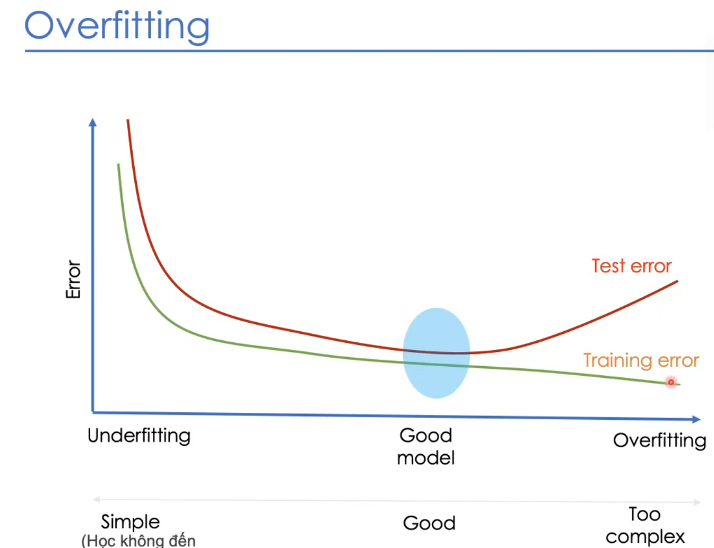 Overfitting
Error
Test error
Training error
Underfitting
Good
model
Overfitting
Simple
(Học không đến
Good
Too
complex